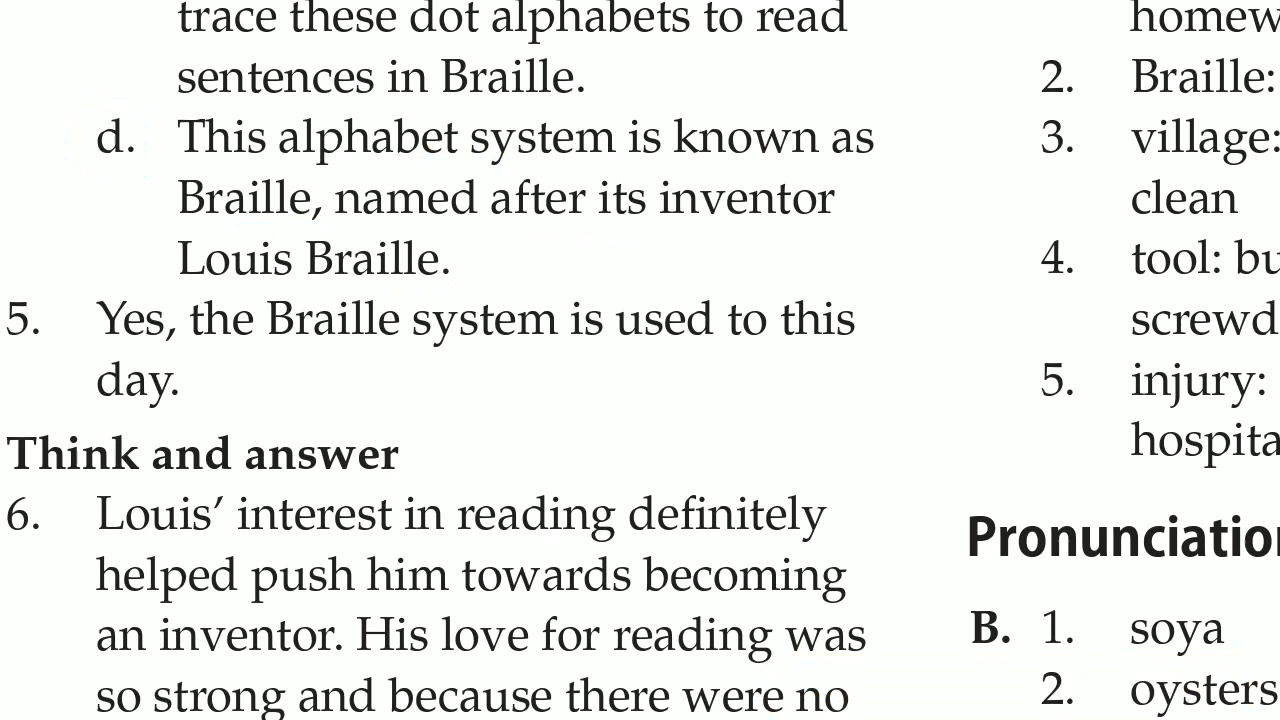 trace these dot alphabets to read
sentences in Braille.
d. This alphabet system is known as
Braille, named after its inventor
Louis Braille.
5. Yes, the Braille system is used to this
day.
Think and answer
6. Louis’ interest in reading definitely
helped push him towards becoming
an inventor. His love for reading was
so strong and because there were no
2. Braille:
3. village:
clean
4. tool:
5. injury:
B. 1. soya
2. oysters